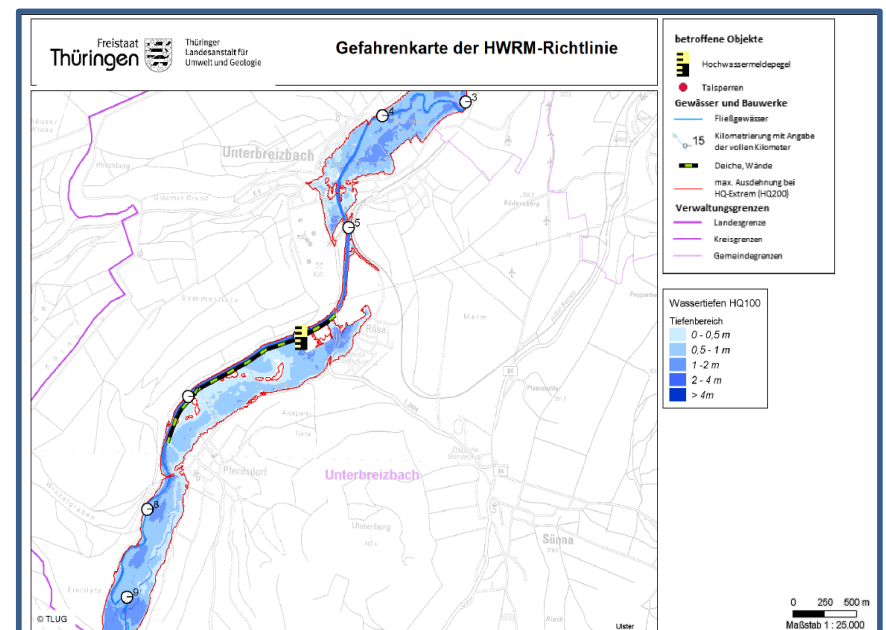 Freistaat
Thüringen
Thüringer
Landesanstalt für
Umwelt und Geologie
Gefahrenkarte der HWRM-Richtlinie
betroffene Objekte
Hochwassermeldepegel
Talsperren
Gewässer und Bauwerke
Fließgewässer
15
Kilometrierung mit Angabe
der vollen Kilometer
Deiche, Wände
max. Ausdehnung bei
HQ-Extrem (HQ200)
Verwaltungsgrenzen
Landesgrenze
Kreisgrenzen
Gemeindegrenzen
Wassertiefen HQ100
Tiefenbereich
0 - 0,5 m
0,5 - 1 m
1 -2 m
2 - 4 m
> 4m
3
4
Unterbreizbach
5
Räsa
Pferdsdorf
Unterbreizbach
8
Ulsterberg
Sünna
9
© TLUG
Ulster
0 250 500 m
Maßstab 1 : 25.000